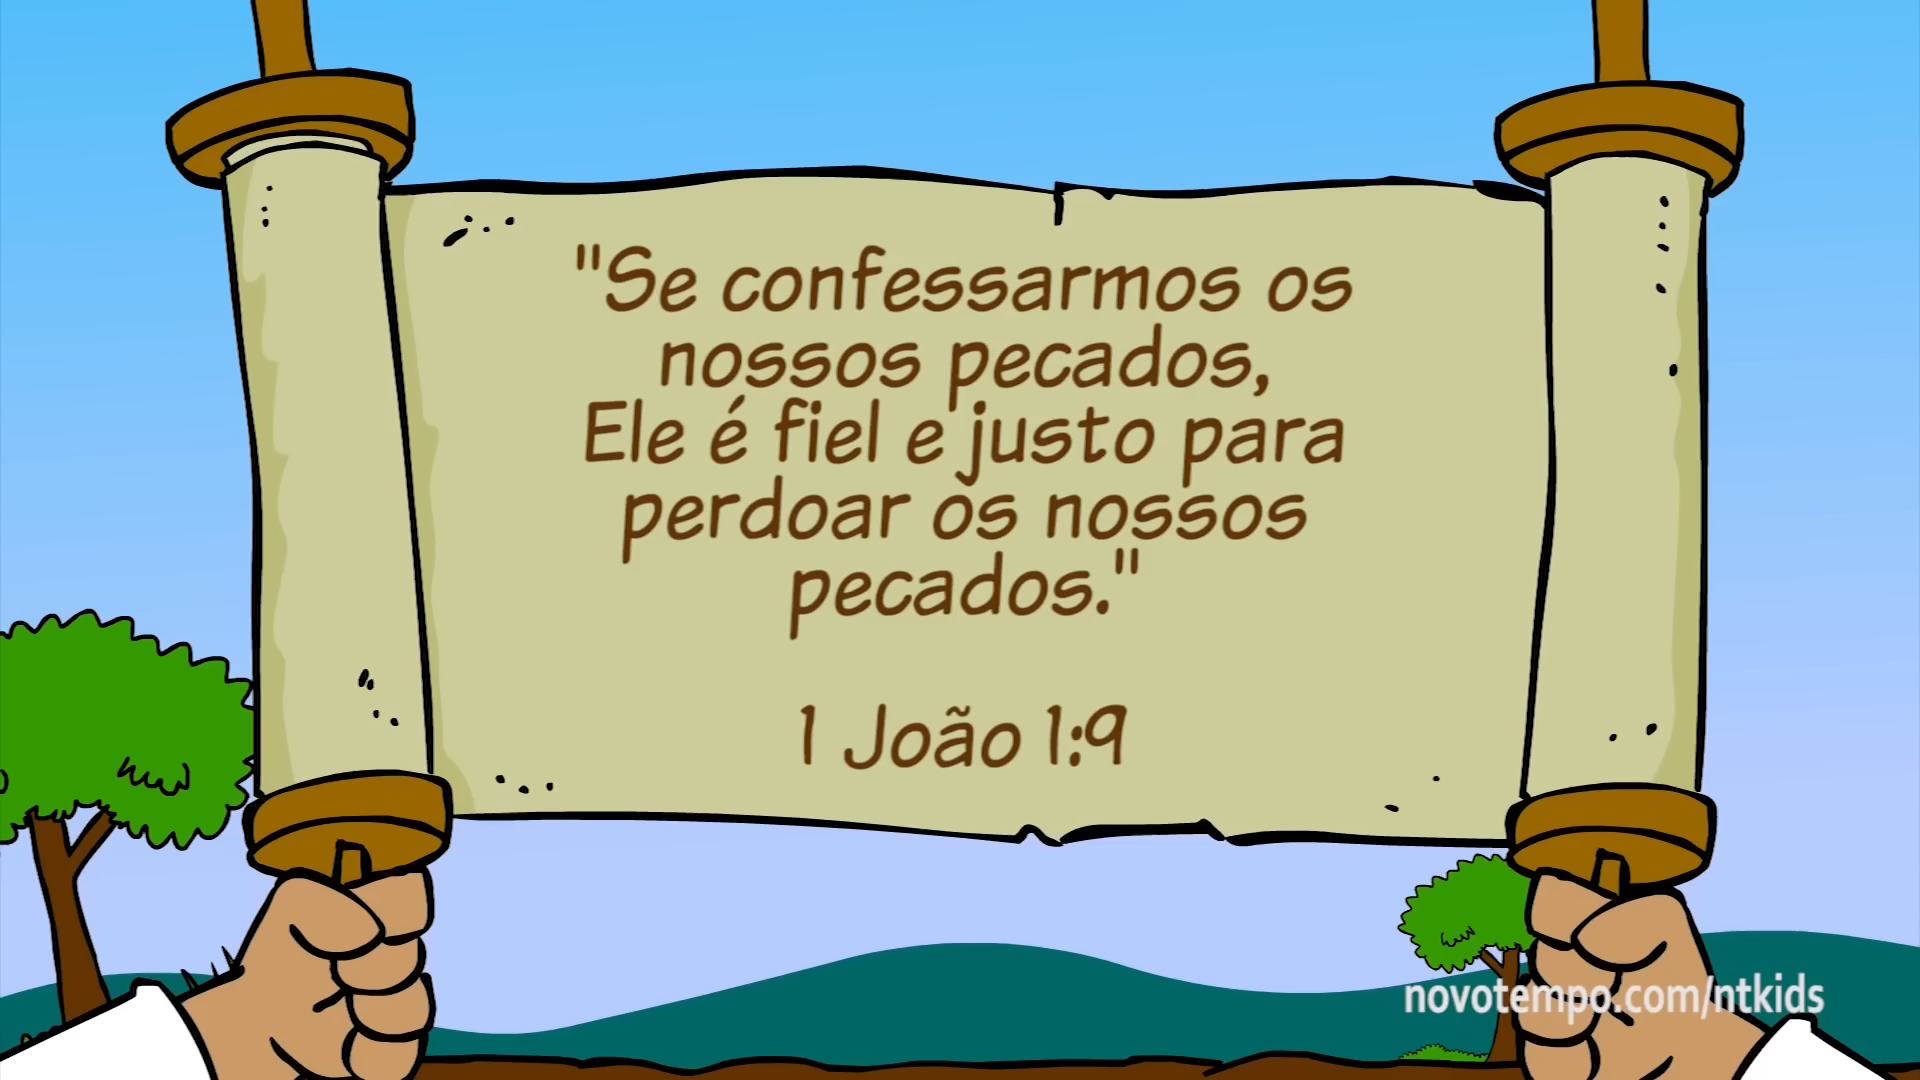 "Se confessarmos os
nossos pecados,
Ele é fiel e justo para
perdoar os nossos
pecados."
1 João 1:9
novotempo.com/ntkids